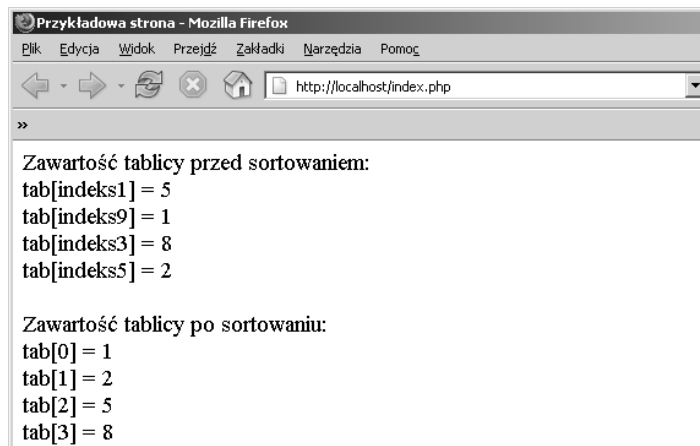 Przykładowa strona - Mozilla Firefox
Plik Edycja Widok Przejdź Zakładki Narzędzia Pomoc
http://localhost/index.php
»
Zawartość tablicy przed sortowaniem:
tab[indeks1] = 5
tab[indeks9] = 1
tab[indeks3] = 8
tab[indeks5] = 2
Zawartość tablicy po sortowaniu:
tab[0] = 1
tab[1] = 2
tab[2] = 5
tab[3] = 8